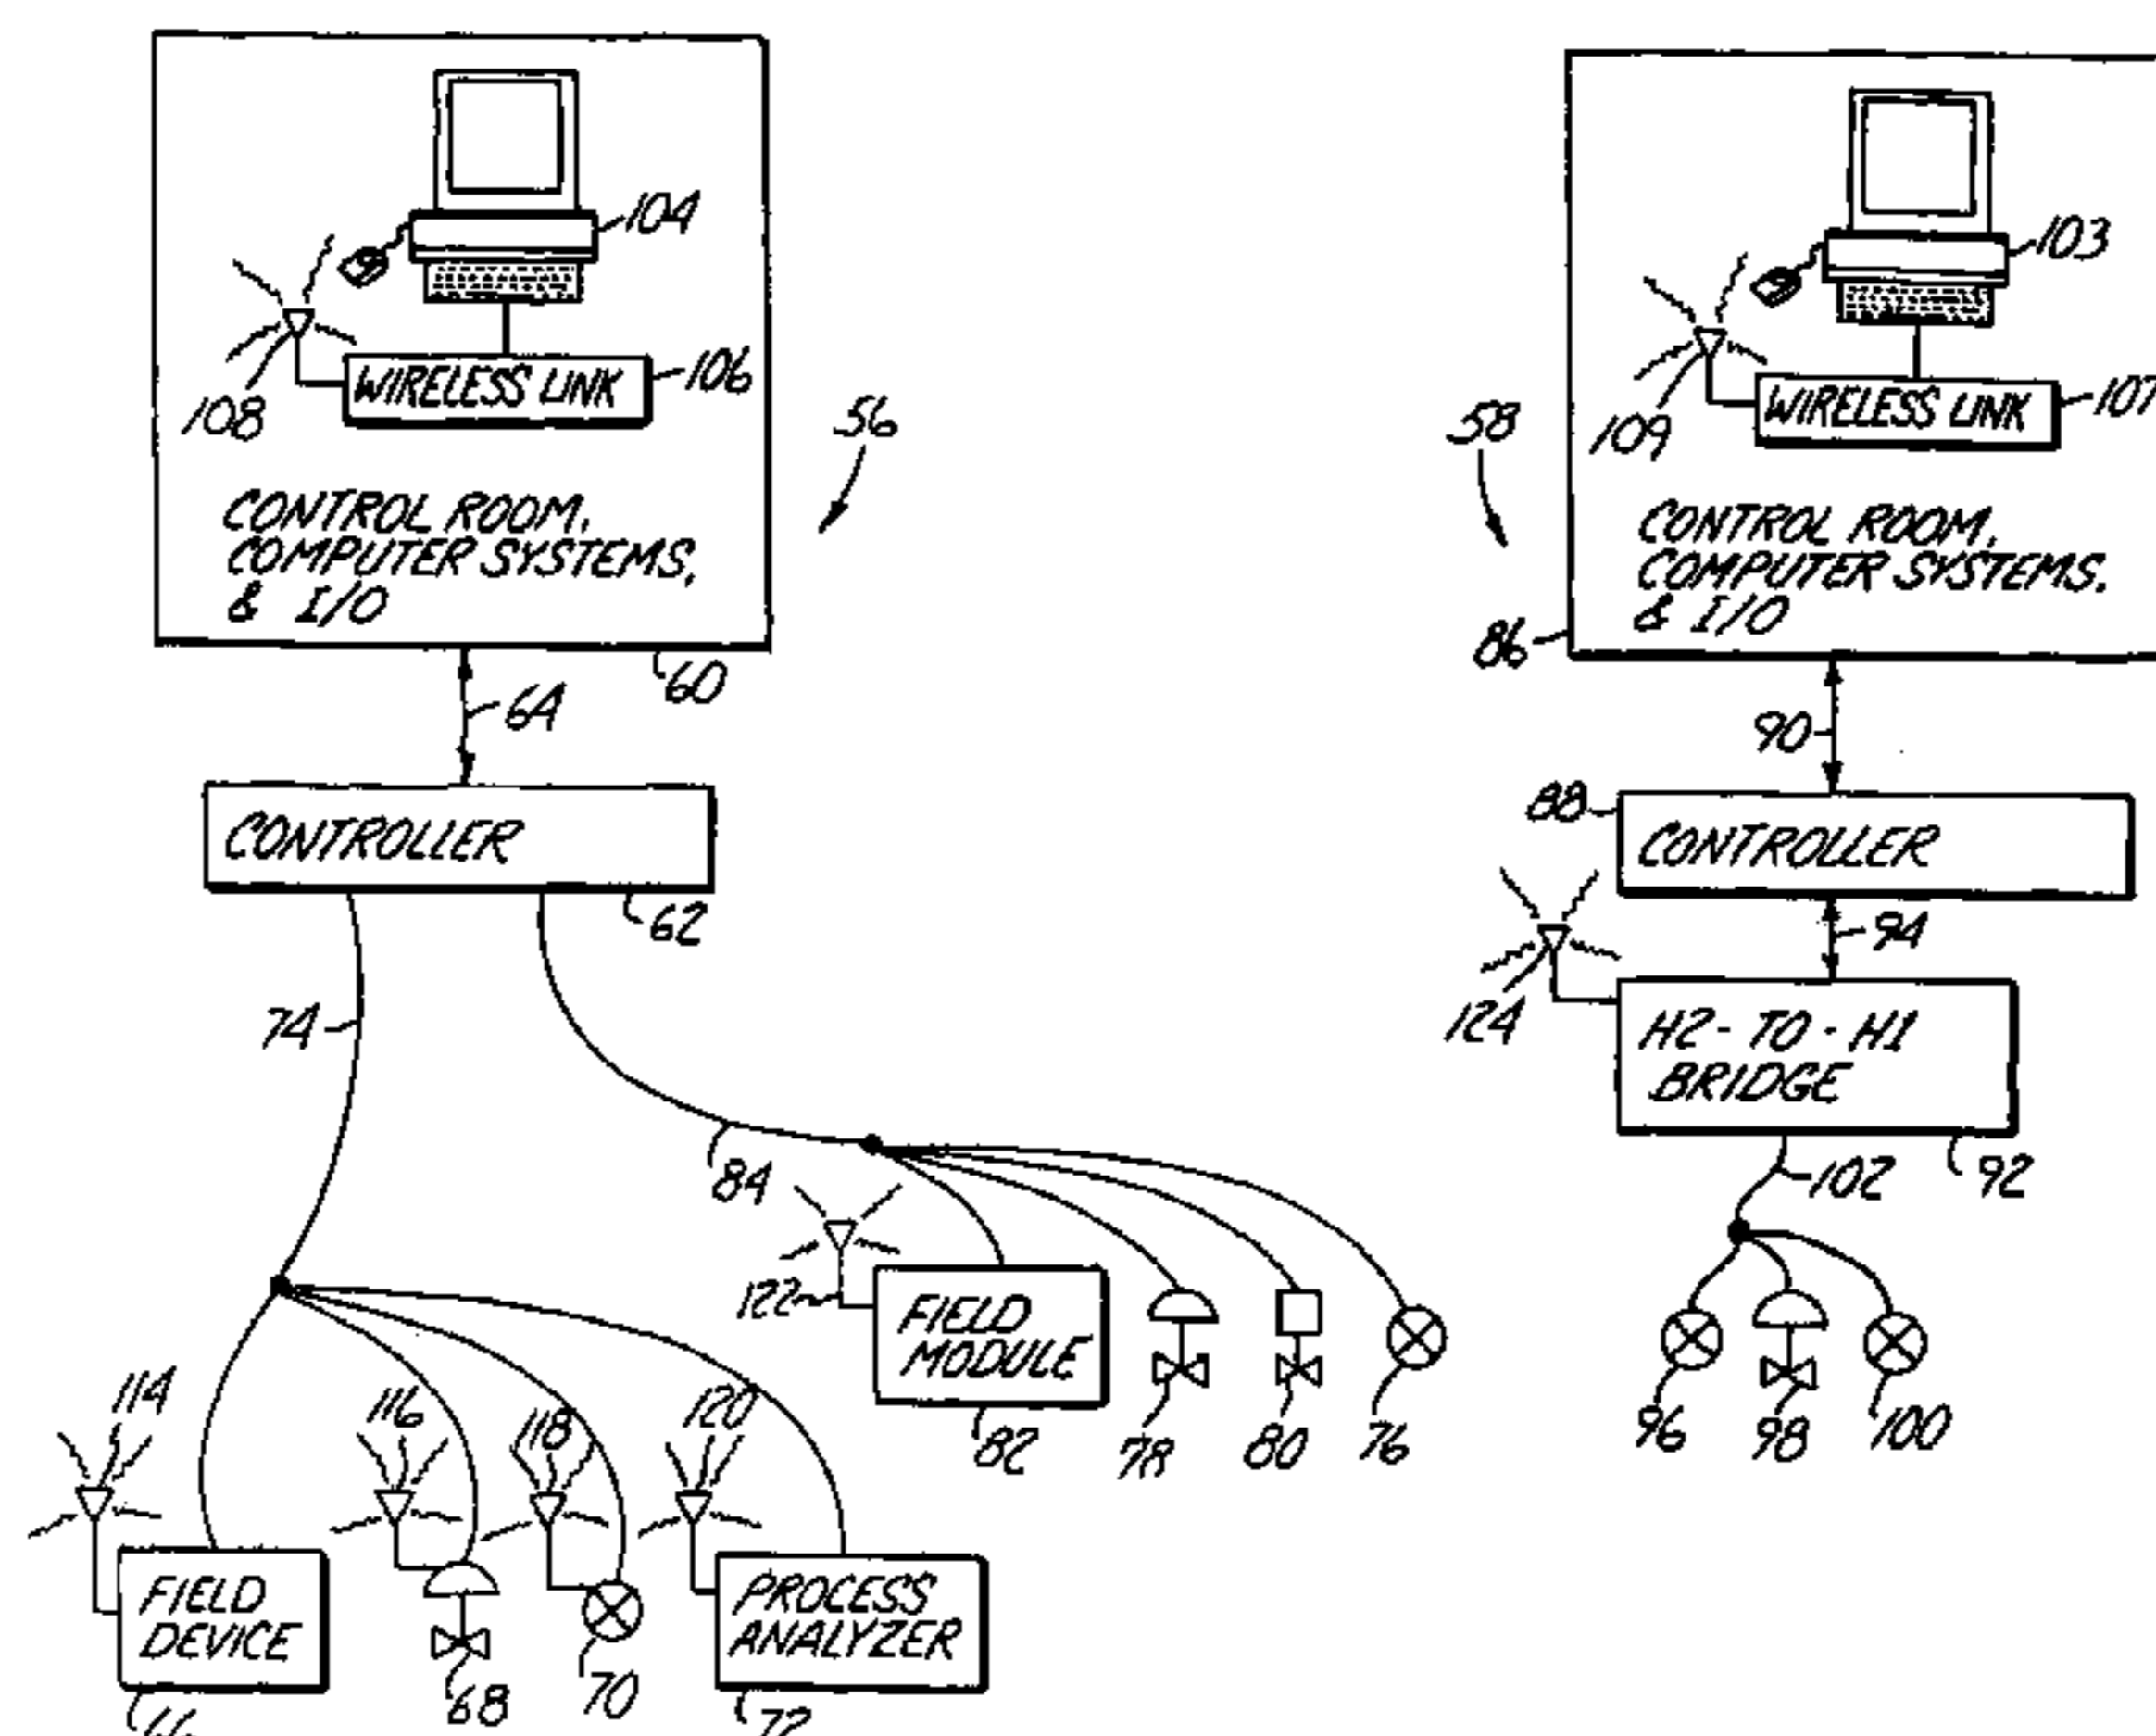 104
108
WIRELESS LINK
106
56
CONTROL ROOM,
COMPUTER SYSTEMS,
& I/O
60
64
CONTROLLER
62
74
84
122
FIELD
MODULE
82
78
80
76
114
116
118
120
FIELD
DEVICE
68
70
PROCESS
ANALYZER
72
103
109
WIRELESS LINK
107
58
CONTROL ROOM,
COMPUTER SYSTEMS,
& I/O
86
90
88
CONTROLLER
94
124
H2-TO-H1
BRIDGE
102
92
96
98
100